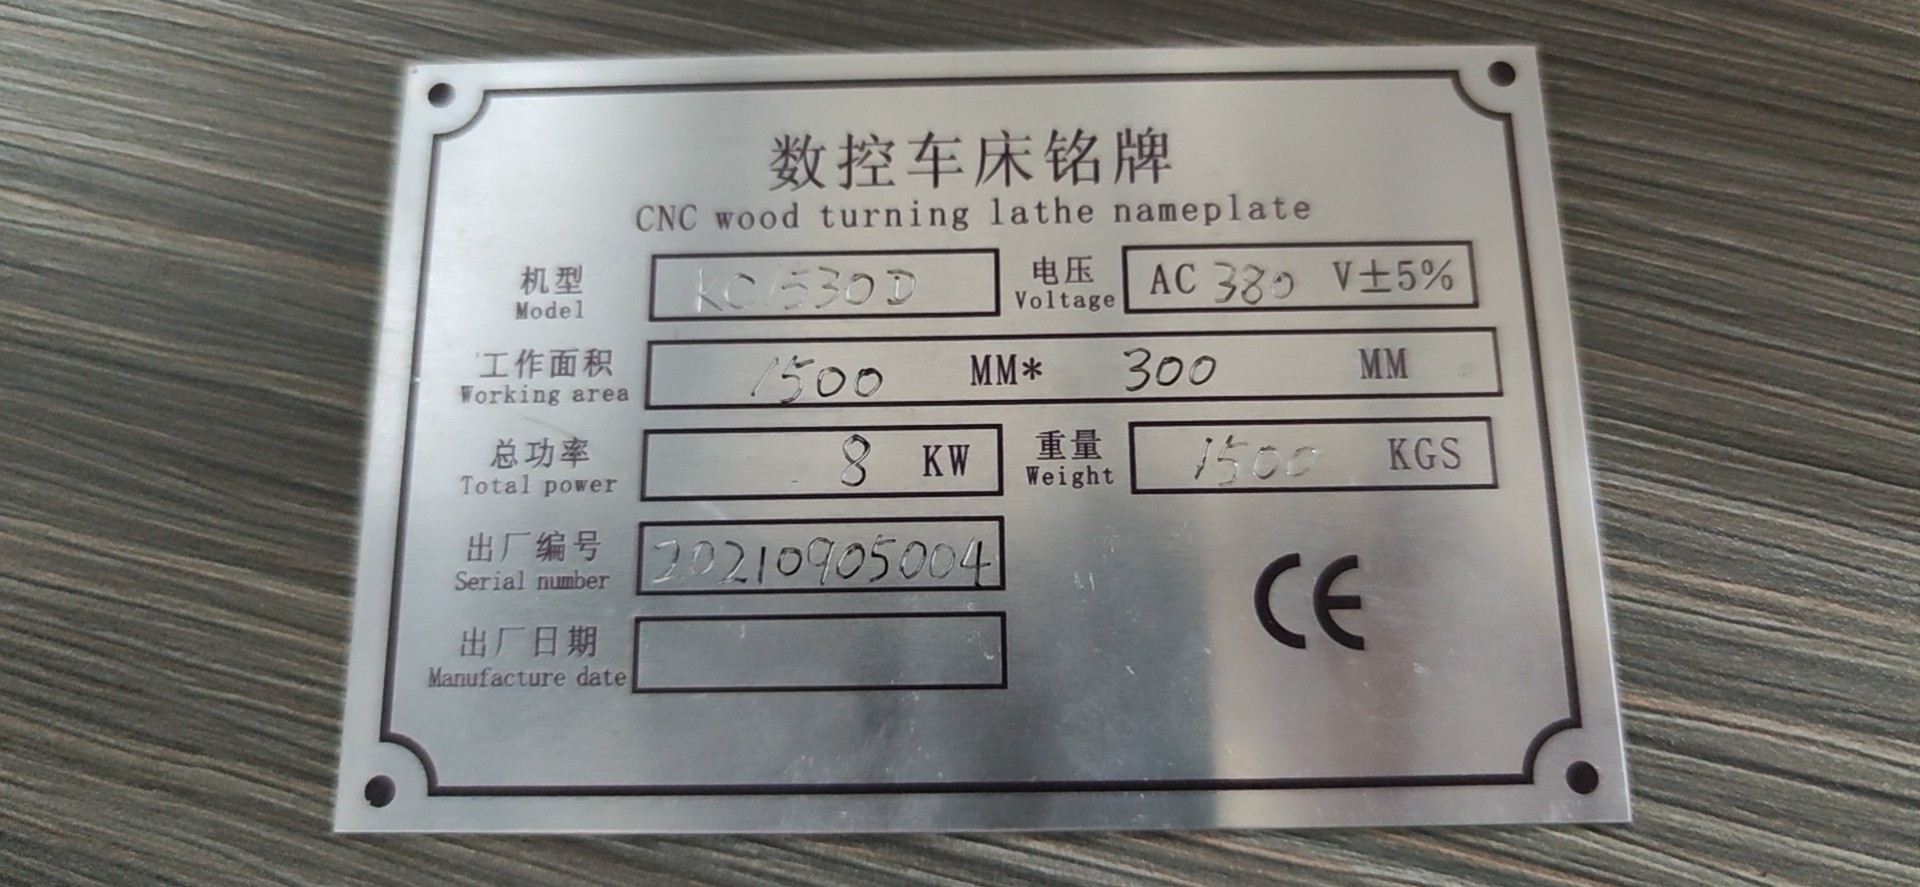 数控车床铭牌
CNC wood turning lathe nameplate
机型 KC1530D 电压 AC 380 V±5%
Model Voltage
工作面积 1500 MM* 300 MM
Working area
总功率 8 KW 重量 1500 KGS
Total power Weight
出厂编号 20210905004
Serial number
CE
出厂日期
Manufacture date